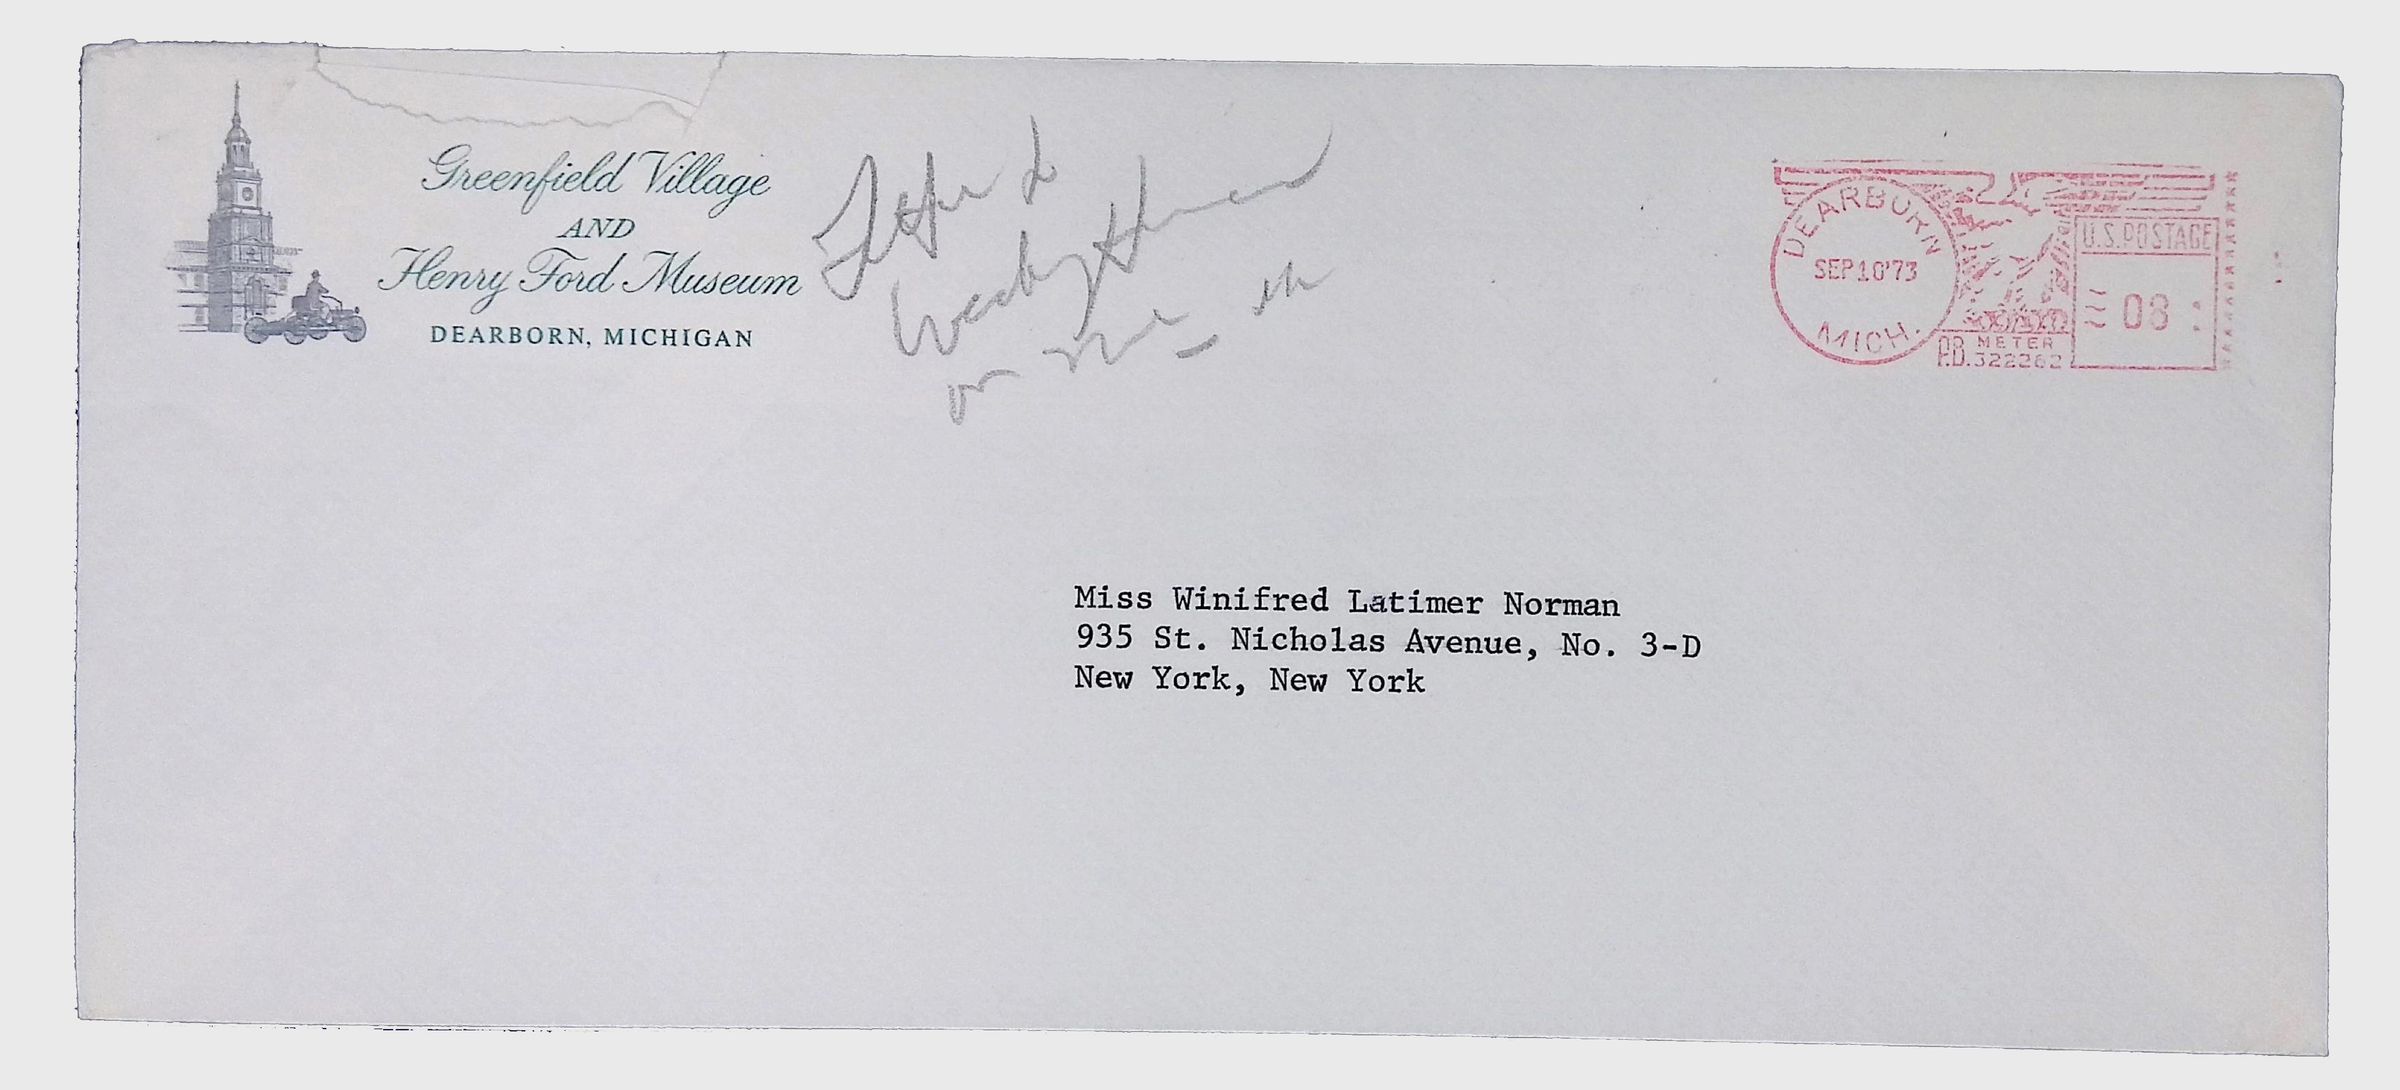 Greenfield Village
AND
Henry Ford Museum
DEARBORN, MICHIGAN
on
DEARBORN
SEP 10 '73
MICH.
U.S. POSTAGE
08
P.B. METER
322262
Miss Winifred Latimer Norman
935 St. Nicholas Avenue, No. 3-D
New York, New York